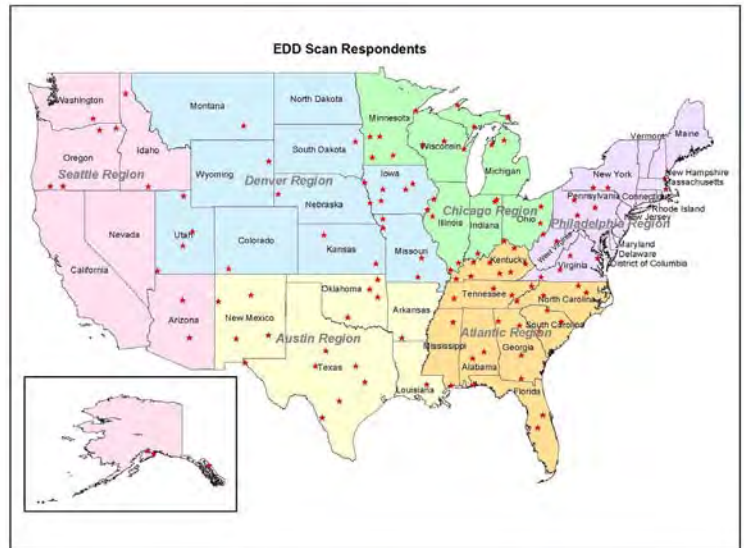 EDD Scan Respondents
Washington
Montana
North Dakota
Minnesota
Maine
Vermont
Oregon
Idaho
Seattle Region
South Dakota
Wisconsin
Michigan
New York
New Hampshire
Massachusetts
Wyoming
Denver Region
Iowa
Nebraska
Chicago Region
Pennsylvania
Connecticut
Rhode Island
New Jersey
Philadelphia Region
Nevada
Utah
Colorado
Illinois
Indiana
Ohio
West Virginia
Maryland
Delaware
District of Columbia
California
Kansas
Missouri
Kentucky
Virginia
Arizona
New Mexico
Oklahoma
Arkansas
Tennessee
North Carolina
South Carolina
Austin Region
Atlantic Region
Mississippi
Georgia
Texas
Alabama
Louisiana
Florida